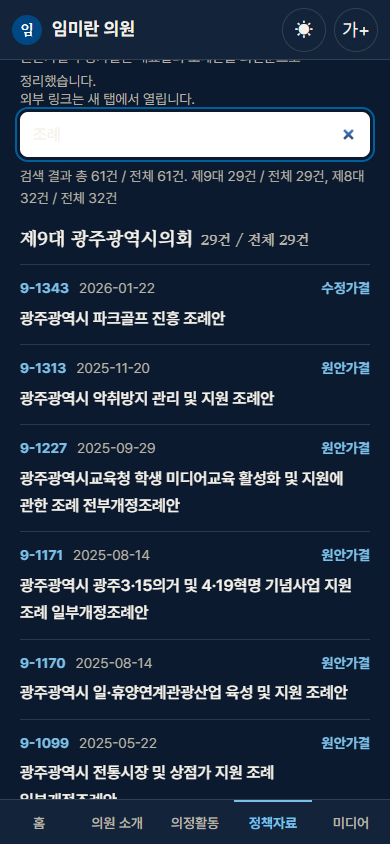 임 임미란 의원 가+
정리했습니다.
외부 링크는 새 탭에서 열립니다.
조례
검색 결과 총 61건 / 전체 61건. 제9대 29건 / 전체 29건, 제8대
32건 / 전체 32건
제9대 광주광역시의회 29건 / 전체 29건
9-1343 2026-01-22 수정가결
광주광역시 파크골프 진흥 조례안
9-1313 2025-11-20 원안가결
광주광역시 악취방지 관리 및 지원 조례안
9-1227 2025-09-29 원안가결
광주광역시교육청 학생 미디어교육 활성화 및 지원에
관한 조례 전부개정조례안
9-1171 2025-08-14 원안가결
광주광역시 광주3·15의거 및 4·19혁명 기념사업 지원
조례 일부개정조례안
9-1170 2025-08-14 원안가결
광주광역시 일·휴양연계관광산업 육성 및 지원 조례안
9-1099 2025-05-22 원안가결
광주광역시 전통시장 및 상점가 지원 조례
일부개정조례안
홈 의원 소개 의정활동 정책자료 미디어